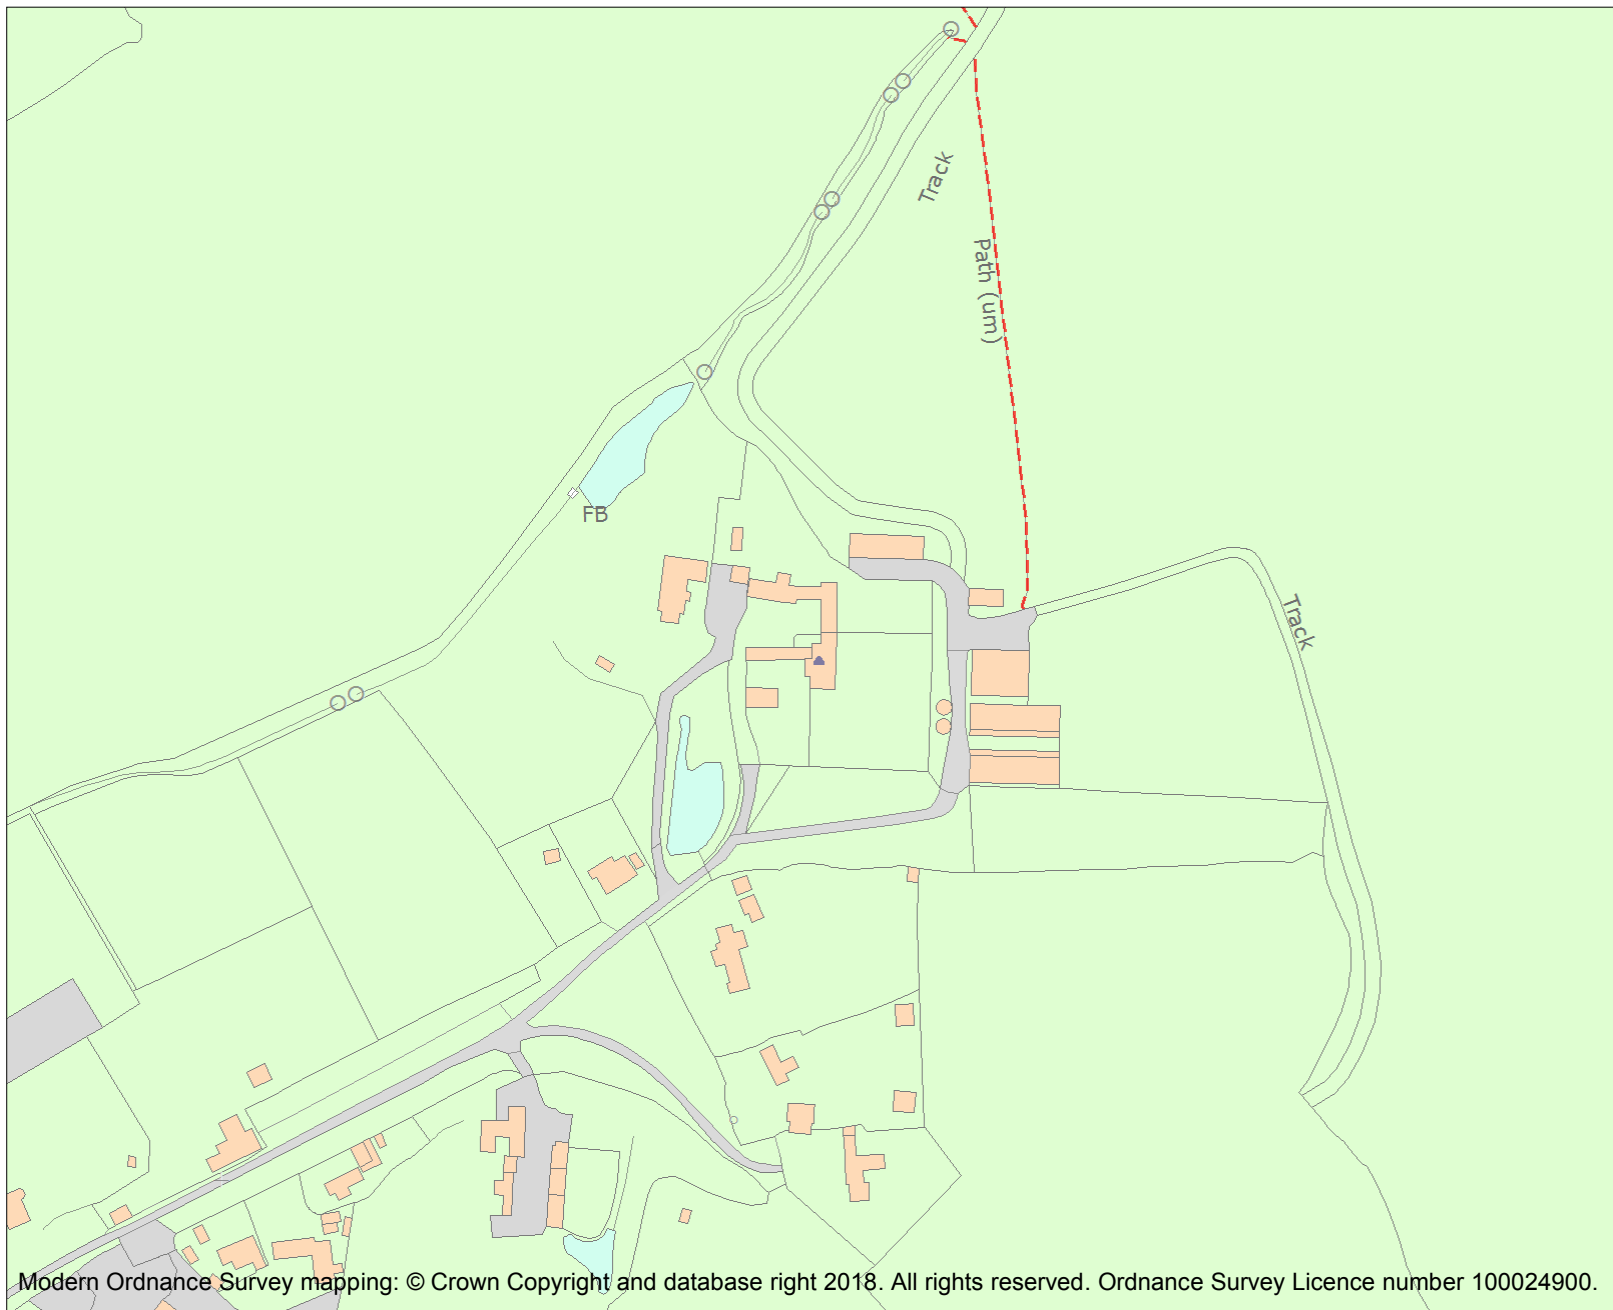 Track
Path (um)
FB
Track
Modern Ordnance Survey mapping: © Crown Copyright and database right 2018. All rights reserved. Ordnance Survey Licence number 100024900.